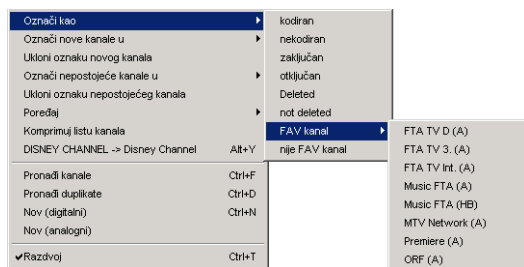 Označi kao
Označi nove kanale u
Ukloni oznaku novog kanala
Označi nepostojeće kanale u
Ukloni oznaku nepostojećeg kanala
Poređaj
Komprimuj listu kanala
DISNEY CHANNEL -> Disney Channel Alt+Y
Pronađi kanale Ctrl+F
Pronađi duplikate Ctrl+D
Nov (digitalni) Ctrl+N
Nov (analogni)
Razdvoj Ctrl+T
kodiran
nekodiran
zaključan
otključan
Deleted
not deleted
FAV kanal
nije FAV kanal
FTA TV D (A)
FTA TV 3. (A)
FTA TV Int. (A)
Music FTA (A)
Music FTA (HB)
MTV Network (A)
Premiere (A)
ORF (A)